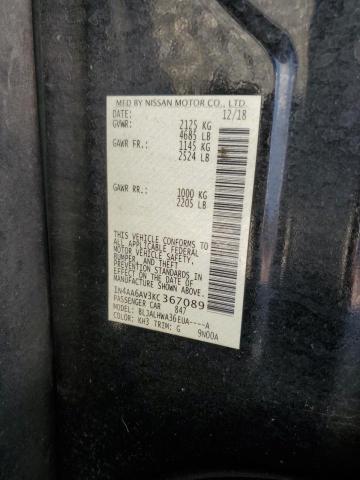 MFD BY NISSAN MOTOR CO., LTD.
DATE: 12/18
GVWR: 2125 KG
4685 LB
GAWR FR.: 1145 KG
2524 LB
GAWR RR: 1000 KG
2205 LB
THIS VEHICLE CONFORMS TO
ALL APPLICABLE FEDERAL
MOTOR VEHICLE SAFETY,
BUMPER, AND THEFT
PREVENTION STANDARDS IN
EFFECT ON THE DATE OF
MANUFACTURE SHOWN ABOVE.
1N4AA6AV3KC367089
PASSENGER CAR 847
MODEL: BLJALHWA36EUA----A
COLOR: KH3 TRIM: G 9N00A